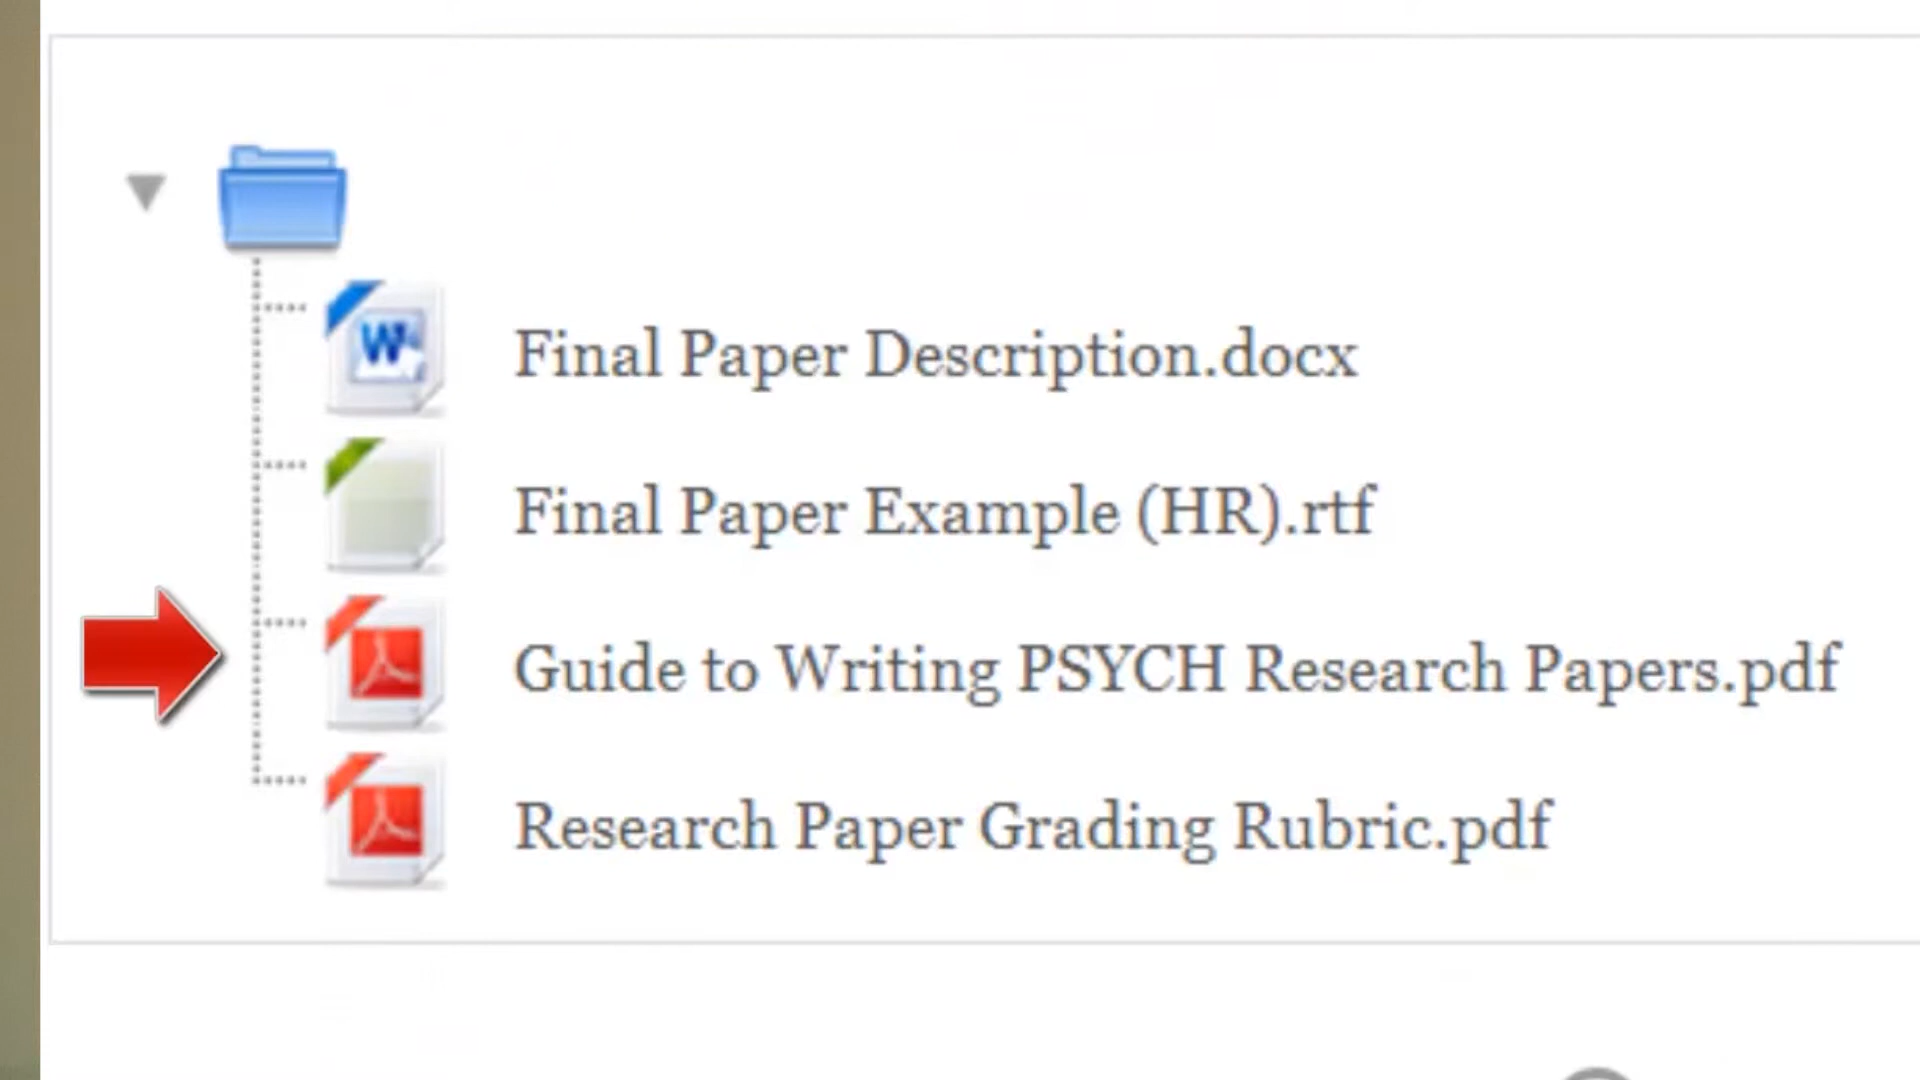 Final Paper Description.docx
Final Paper Example (HR).rtf
Guide to Writing PSYCH Research Papers.pdf
Research Paper Grading Rubric.pdf